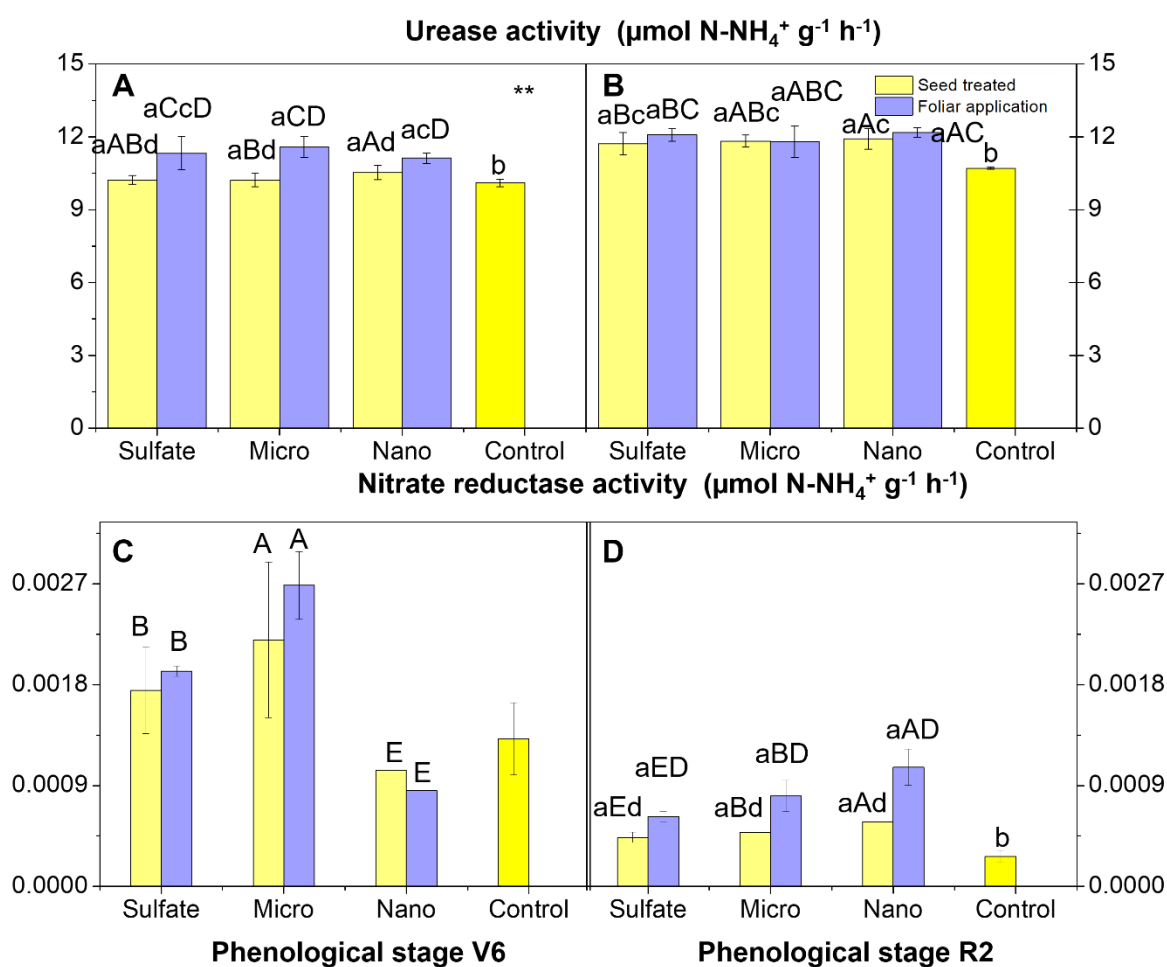 Urease activity (µmol N-NH₄⁺ g⁻¹ h⁻¹)
A
**
aABd aCcD aBd aCD aAd acD b
15 12 9 6 3 0
Sulfate Micro Nano Control
B
Seed treated
Foliar application
aBc aBC aABc aABC aAc aAC b
15 12 9 6 3 0
Sulfate Micro Nano Control
Nitrate reductase activity (µmol N-NH₄⁺ g⁻¹ h⁻¹)
C
B B A A E E
0.0027 0.0018 0.0009 0.0000
Sulfate Micro Nano Control
Phenological stage V6
D
aEd aED aBd aBD aAd aAD b
0.0027 0.0018 0.0009 0.0000
Sulfate Micro Nano Control
Phenological stage R2